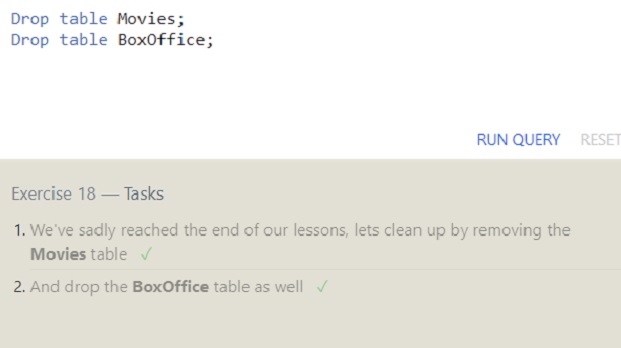 Drop table Movies;
Drop table BoxOffice;
RUN QUERY RESET
Exercise 18 — Tasks
1. We've sadly reached the end of our lessons, lets clean up by removing the
Movies table ✓
2. And drop the BoxOffice table as well ✓